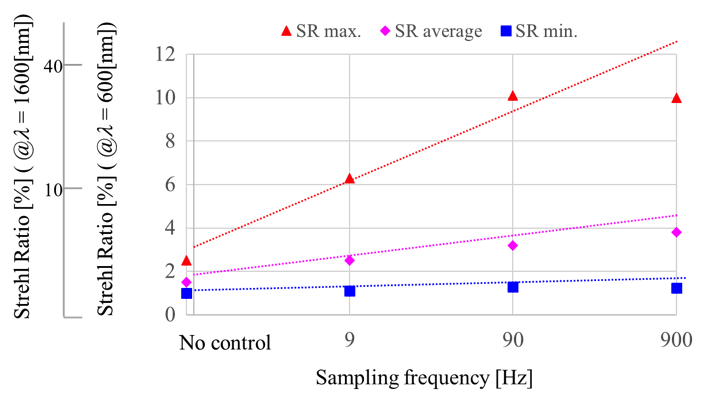 SR max.
SR average
SR min.
Strehl Ratio [%] ( @λ = 1600[nm])
40
10
Strehl Ratio [%] ( @λ = 600[nm])
12
10
8
6
4
2
0
No control
9
90
900
Sampling frequency [Hz]